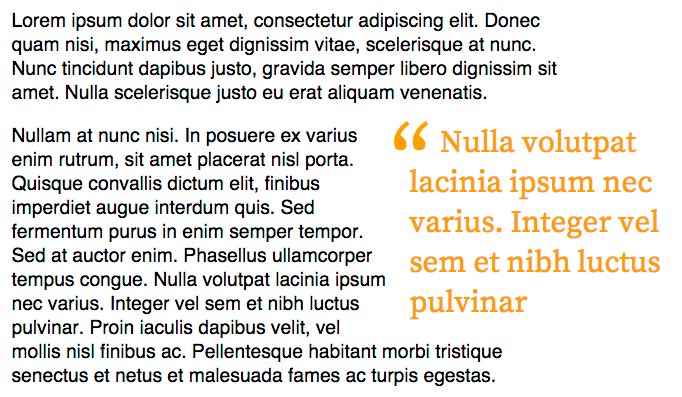 Lorem ipsum dolor sit amet, consectetur adipiscing elit. Donec
quam nisi, maximus eget dignissim vitae, scelerisque at nunc.
Nunc tincidunt dapibus justo, gravida semper libero dignissim sit
amet. Nulla scelerisque justo eu erat aliquam venenatis.
Nullam at nunc nisi. In posuere ex varius
enim rutrum, sit amet placerat nisl porta.
Quisque convallis dictum elit, finibus
imperdiet augue interdum quis. Sed
fermentum purus in enim semper tempor.
Sed at auctor enim. Phasellus ullamcorper
tempus congue. Nulla volutpat lacinia ipsum
nec varius. Integer vel sem et nibh luctus
pulvinar. Proin iaculis dapibus velit, vel
mollis nisl finibus ac. Pellentesque habitant morbi tristique
senectus et netus et malesuada fames ac turpis egestas.
“ Nulla volutpat
lacinia ipsum nec
varius. Integer vel
sem et nibh luctus
pulvinar